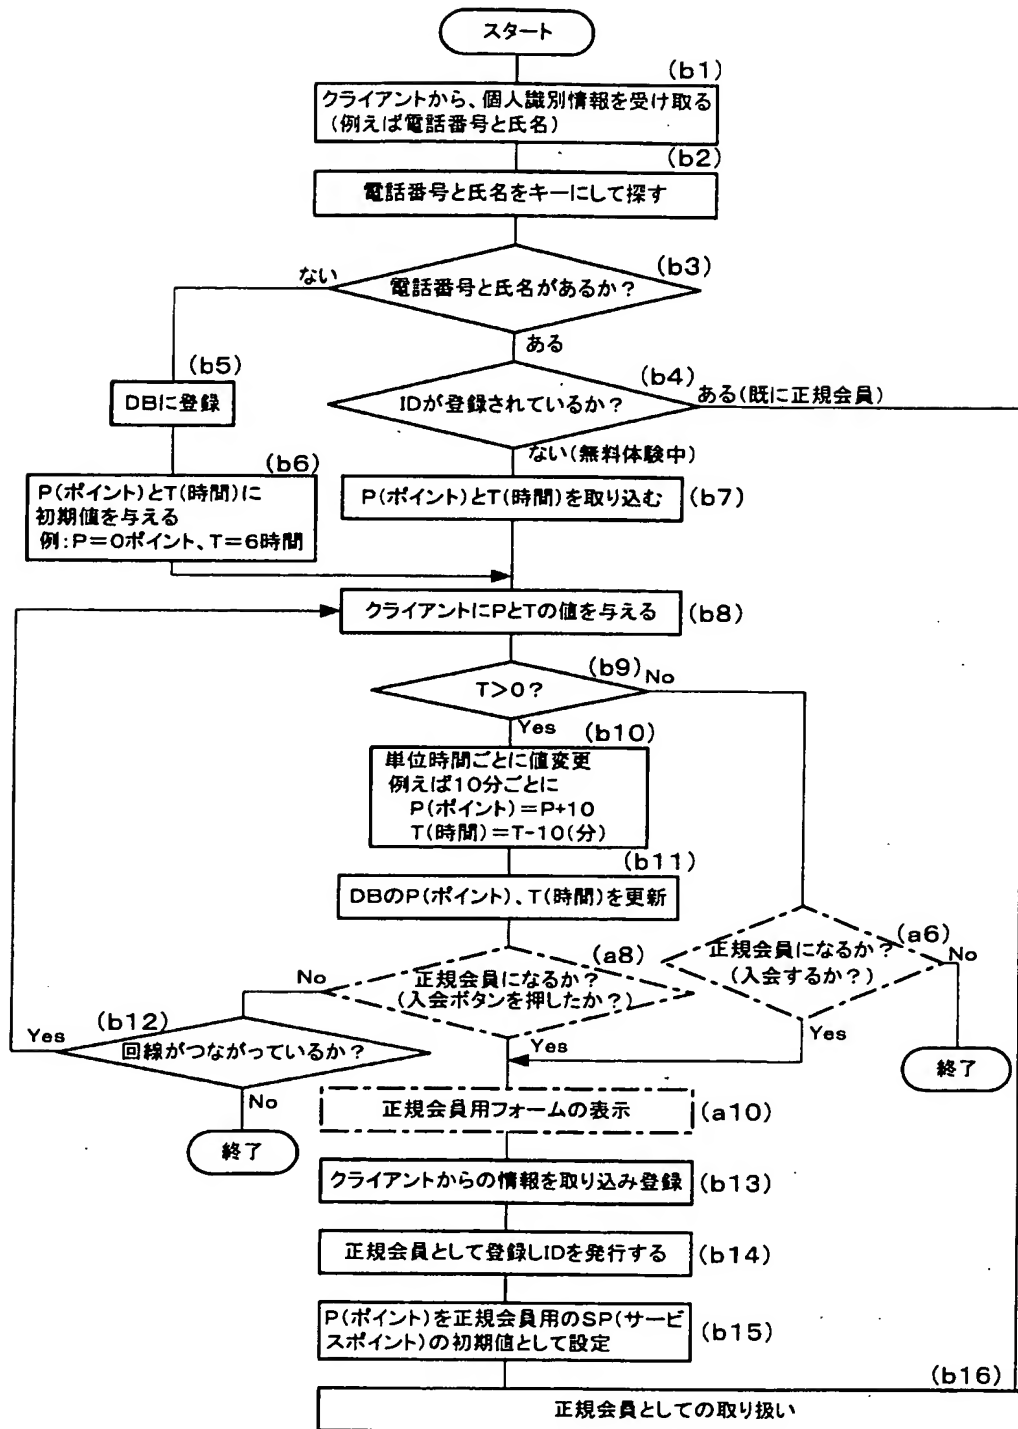 スタート
(b1)
クライアントから、個人識別情報を受け取る
(例えば電話番号と氏名)
(b2)
電話番号と氏名をキーにして探す
(b3)
ない
電話番号と氏名があるか?
ある
(b5)
(b4)
DBに登録
IDが登録されているか?
ある(既に正規会員)
ない(無料体験中)
(b6)
P(ポイント)とT(時間)に
初期値を与える
例:P=0ポイント、T=6時間
P(ポイント)とT(時間)を取り込む
(b7)
クライアントにPとTの値を与える
(b8)
(b9)
No
T>0?
Yes
(b10)
単位時間ごとに値変更
例えば10分ごとに
P(ポイント)=P+10
T(時間)=T-10(分)
(b11)
DBのP(ポイント)、T(時間)を更新
(a8)
(a6)
No
正規会員になるか?
(入会ボタンを押したか?)
正規会員になるか?
(入会するか?)
No
(b12)
Yes
回線がつながっているか?
Yes
Yes
No
終了
終了
正規会員用フォームの表示
(a10)
クライアントからの情報を取り込み登録
(b13)
正規会員として登録しIDを発行する
(b14)
P(ポイント)を正規会員用のSP(サービ
スポイント)の初期値として設定
(b15)
(b16)
正規会員としての取り扱い